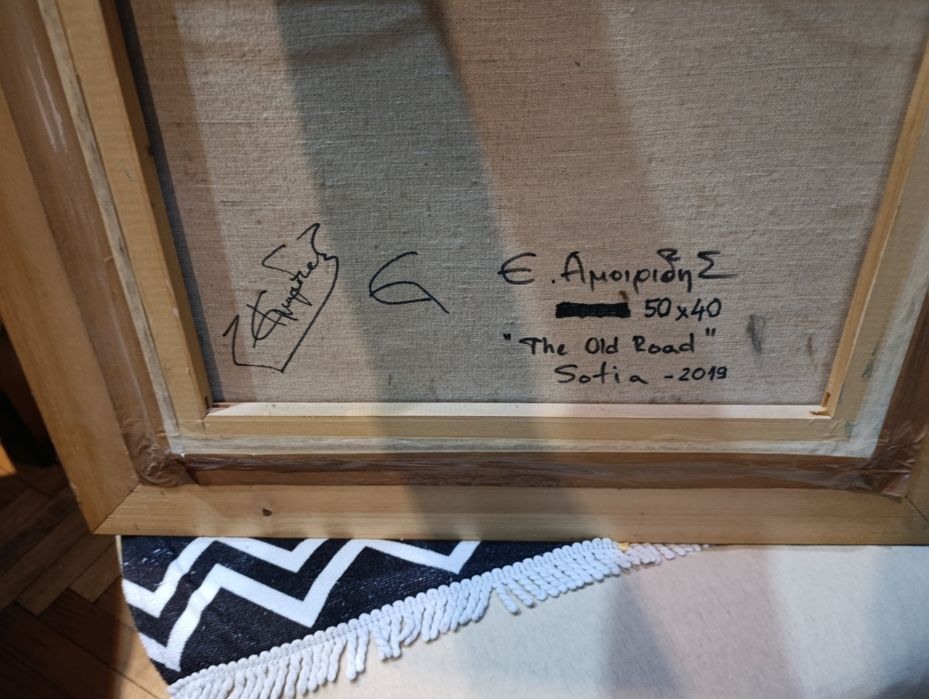 Ε. ΑμοιριδηΣ
50x40
"The Old Road"
Sofia - 2019